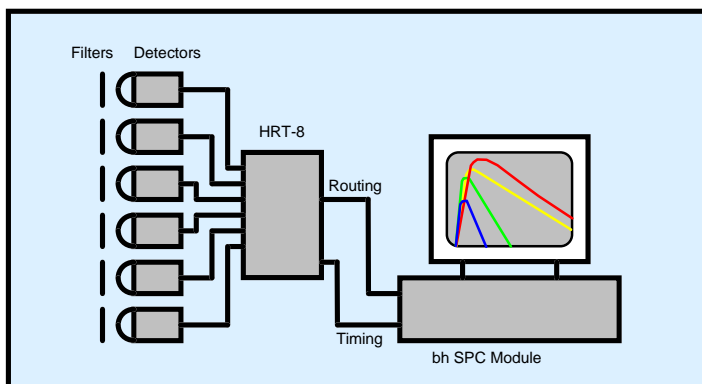 Filters Detectors
HRT-8
Routing
Timing
bh SPC Module